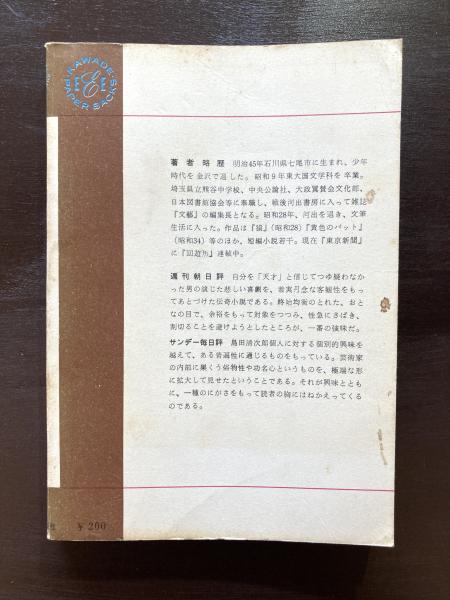 KAWADE'S
PAPER BACKS
E
著者略歴 明治45年石川県七尾市に生まれ、少年
時代を金沢で過した。昭和9年東大国文学科を卒業。
埼玉県立熊谷中学校、中央公論社、大政翼賛会文化部、
日本図書館協会等に奉職し、戦後河出書房に入って雑誌
『文藝』の編集長となる。昭和28年、河出を退き、文筆
生活に入った。作品は『猿』(昭和28)『黄色のバット』
(昭和34)等のほか、短編小説若干。現在『東京新聞』
に『回遊魚』連載中。
週刊朝日評 自分を「天才」と信じてつゆ疑わなか
った男の演じた悲しい喜劇を、着実丹念な客観性をもっ
てあとづけた伝奇小説である。終始均衡のとれた、おと
なの目で、余裕をもって対象をつつみ、性急にさばき、
割切ることを避けようとしたところが、一番の強味だ。
サンデー毎日評 島田清次郎個人に対する個別的興味を
越えて、ある普遍性に通じるものをもっている。芸術家
の内部に巣くう俗物性や功名心というものを、極端な形
に拡大して見せたということである。それが興味ととも
に、一種のにがさをもって読者の胸にはねかえってくる
のである。
¥200